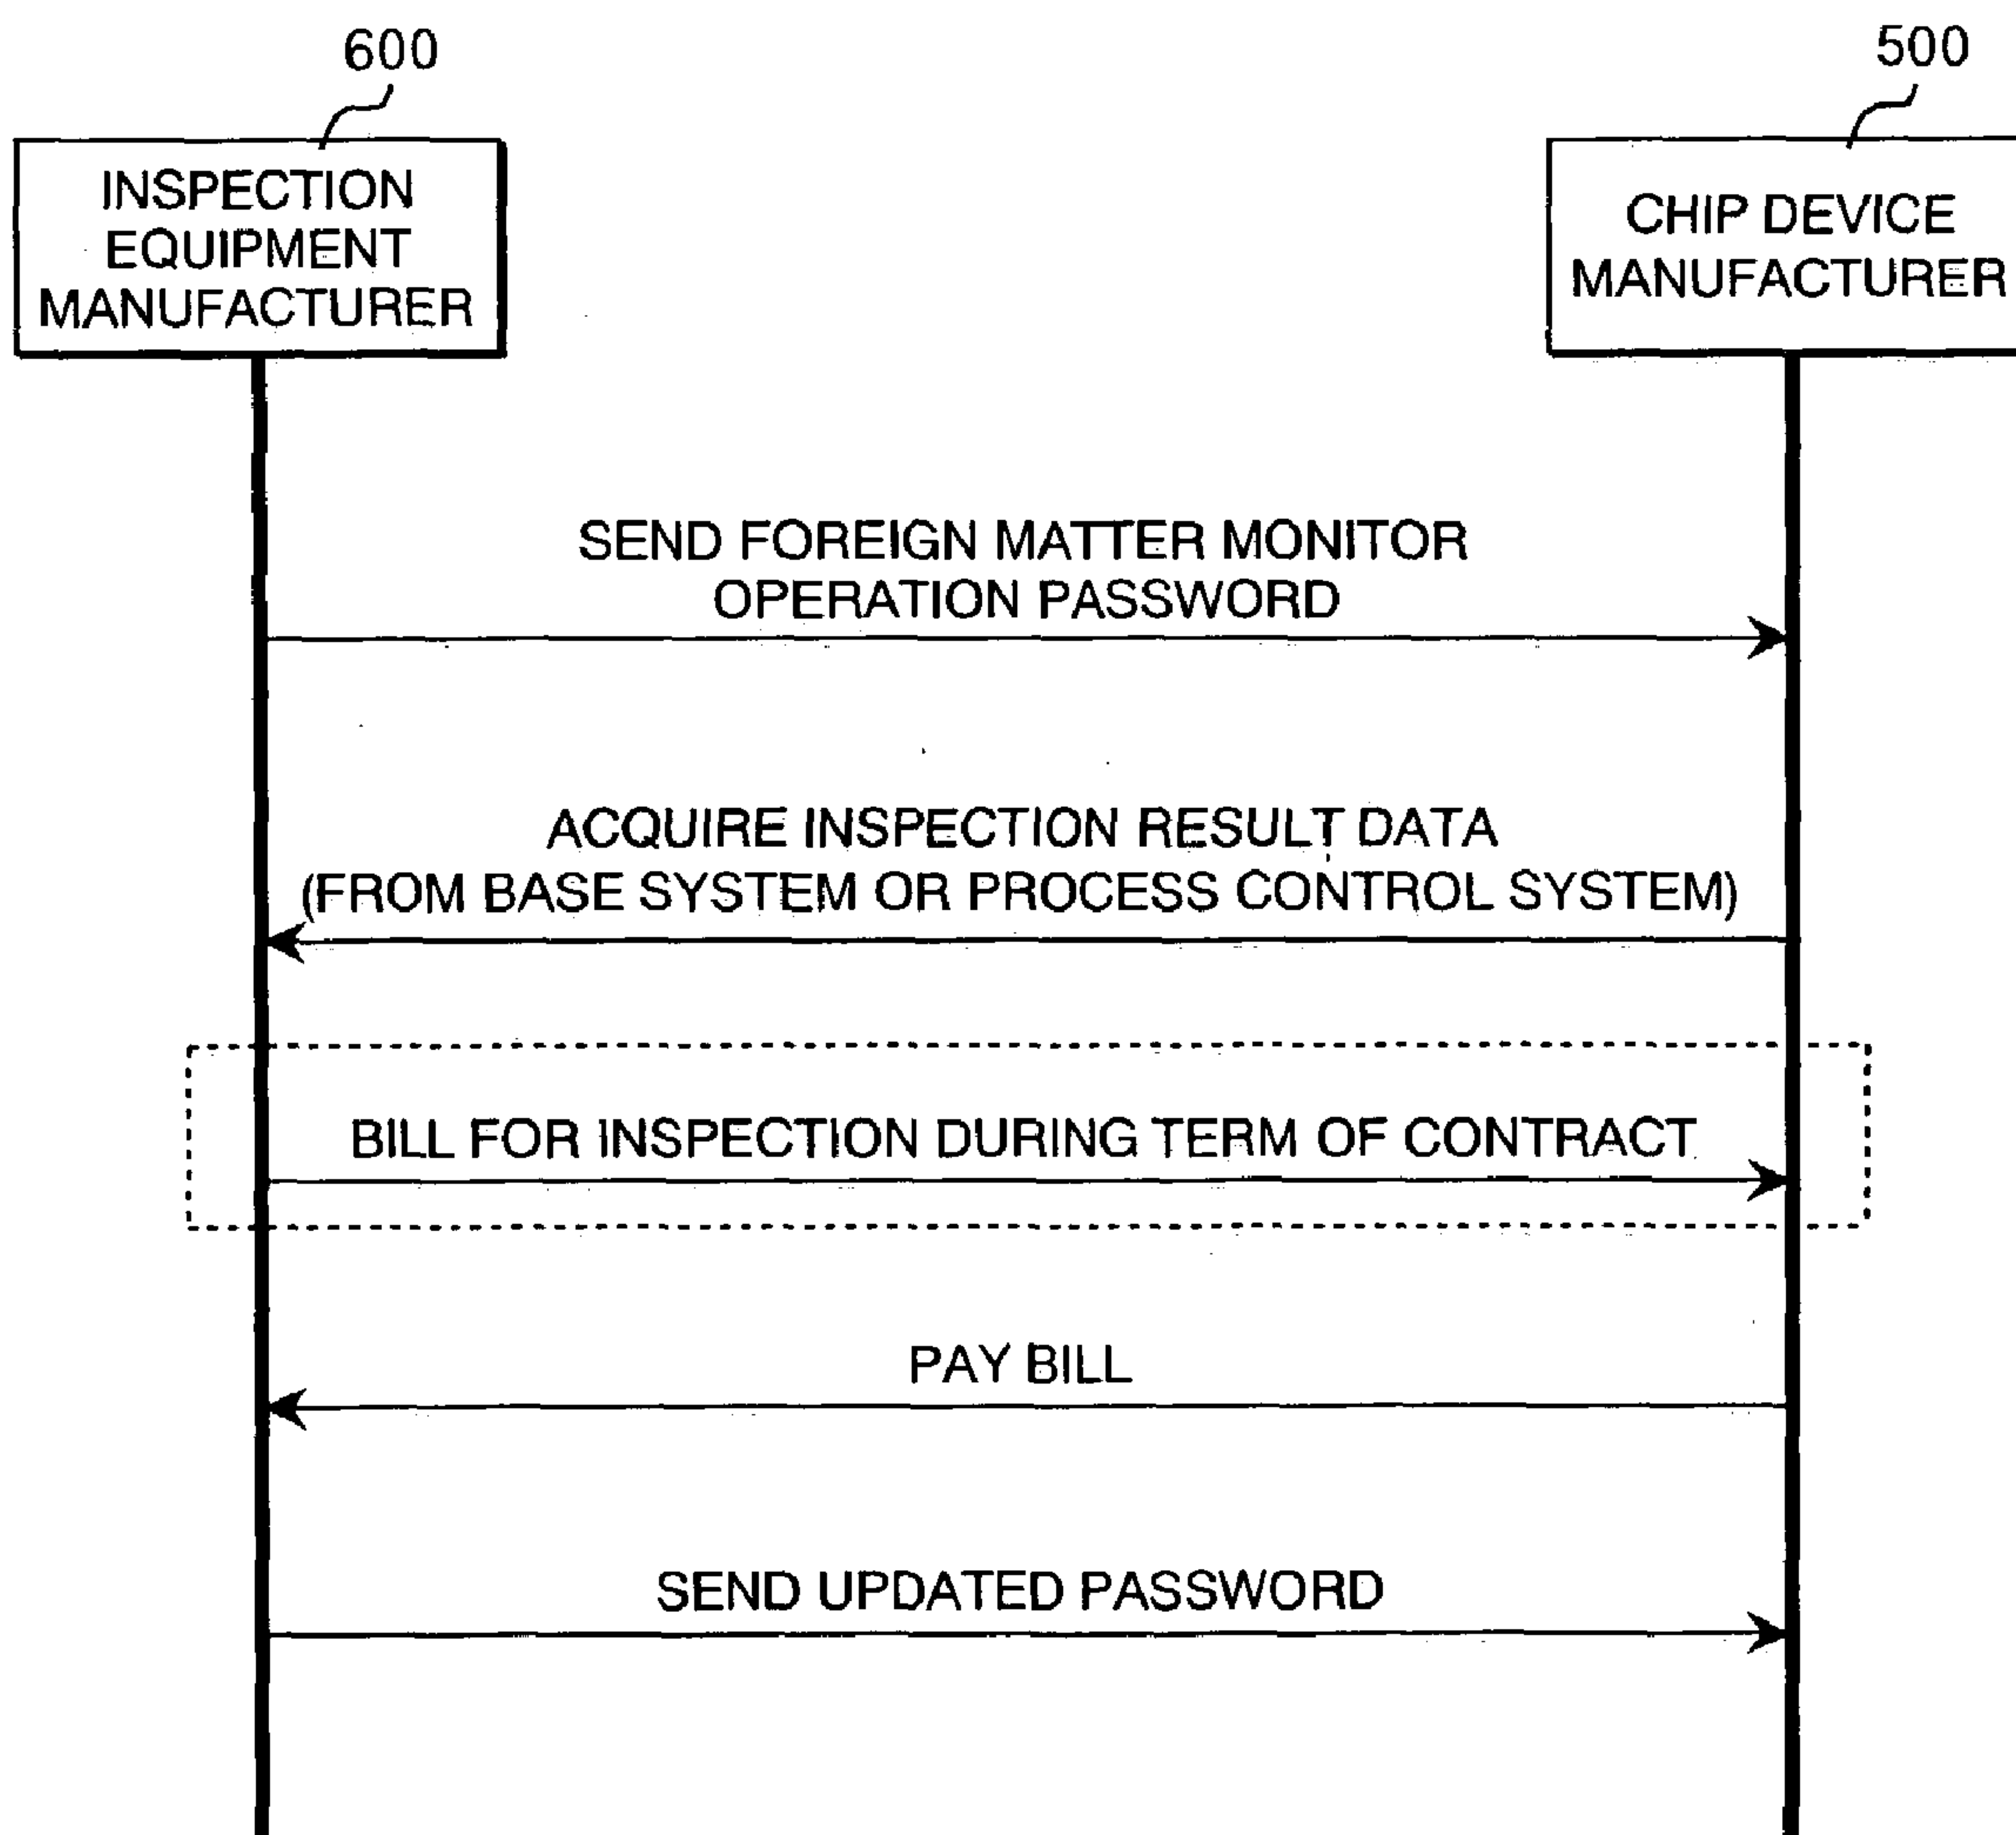 600
500
INSPECTION
EQUIPMENT
MANUFACTURER
CHIP DEVICE
MANUFACTURER
SEND FOREIGN MATTER MONITOR
OPERATION PASSWORD
ACQUIRE INSPECTION RESULT DATA
(FROM BASE SYSTEM OR PROCESS CONTROL SYSTEM)
BILL FOR INSPECTION DURING TERM OF CONTRACT
PAY BILL
SEND UPDATED PASSWORD